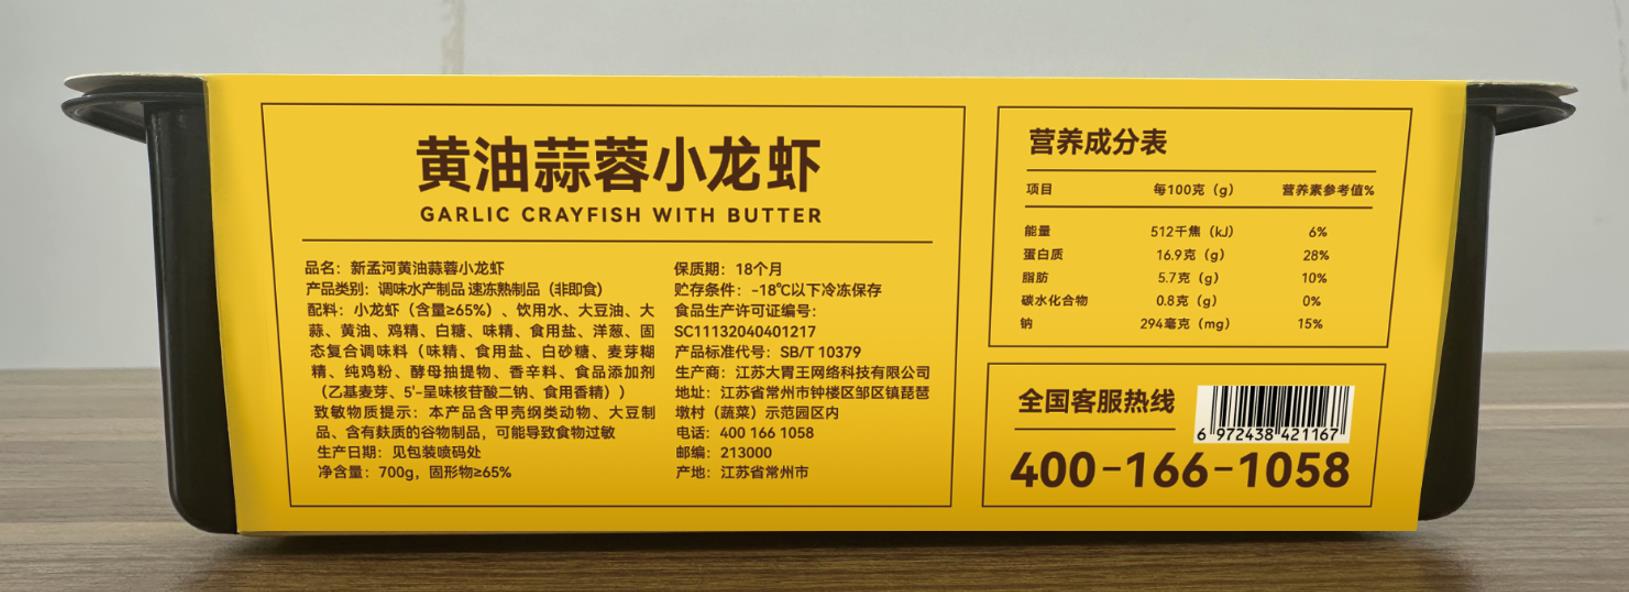 黄油蒜蓉小龙虾
GARLIC CRAYFISH WITH BUTTER
品名：新孟河黄油蒜蓉小龙虾
产品类别：调味水产制品 速冻熟制品（非即食）
配料：小龙虾（含量≥65%）、饮用水、大豆油、大
蒜、黄油、鸡精、白糖、味精、食用盐、洋葱、固
态复合调味料（味精、食用盐、白砂糖、麦芽糊
精、纯鸡粉、酵母抽提物、香辛料、食品添加剂
（乙基麦芽、5'-呈味核苷酸二钠、食用香精））
致敏物质提示：本产品含甲壳纲类动物、大豆制
品、含有麸质的谷物制品，可能导致食物过敏
生产日期：见包装喷码处
净含量：700g，固形物≥65%
保质期：18个月
贮存条件：-18℃以下冷冻保存
食品生产许可证编号：
SC11132040401217
产品标准代号：SB/T 10379
生产商：江苏大胃王网络科技有限公司
地址：江苏省常州市钟楼区邹区镇琵琶
墩村（蔬菜）示范园区内
电话：400 166 1058
邮编：213000
产地：江苏省常州市
营养成分表
项目 每100克（g） 营养素参考值%
能量 512千焦（kJ） 6%
蛋白质 16.9克（g） 28%
脂肪 5.7克（g） 10%
碳水化合物 0.8克（g） 0%
钠 294毫克（mg） 15%
全国客服热线
6 972438 421167
400-166-1058